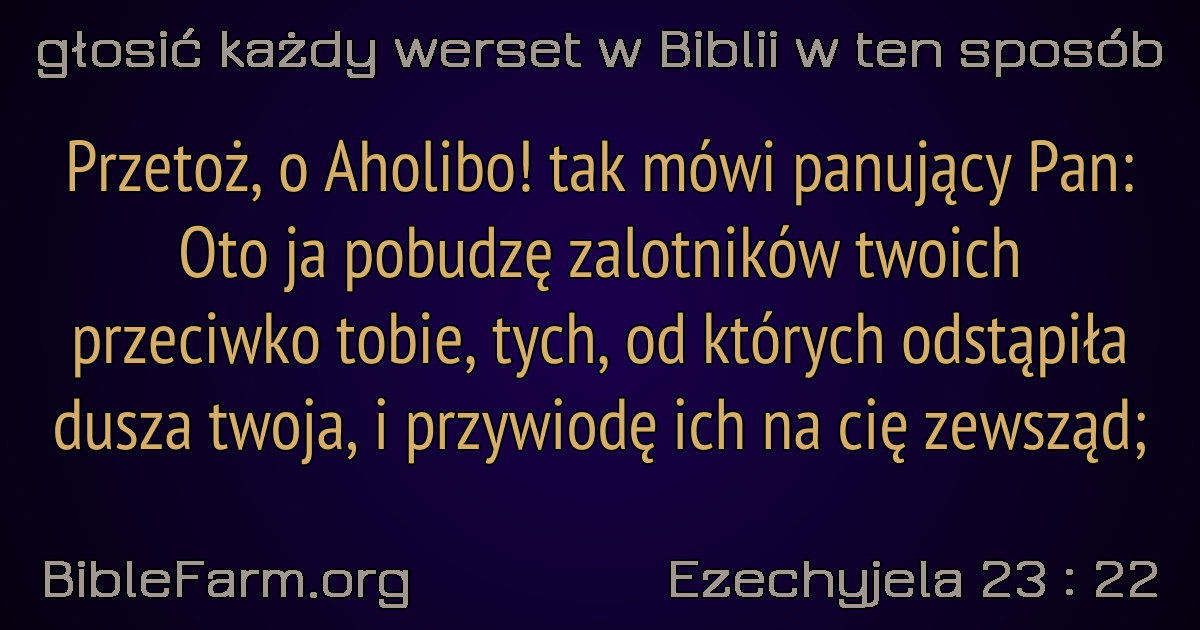 głosić każdy werset w Biblii w ten sposób
Przetoż, o Aholibo! tak mówi panujący Pan:
Oto ja pobudzę zalotników twoich
przeciwko tobie, tych, od których odstąpiła
dusza twoja, i przywiodę ich na cię zewsząd;
BibleFarm.org
Ezechyjela 23 : 22